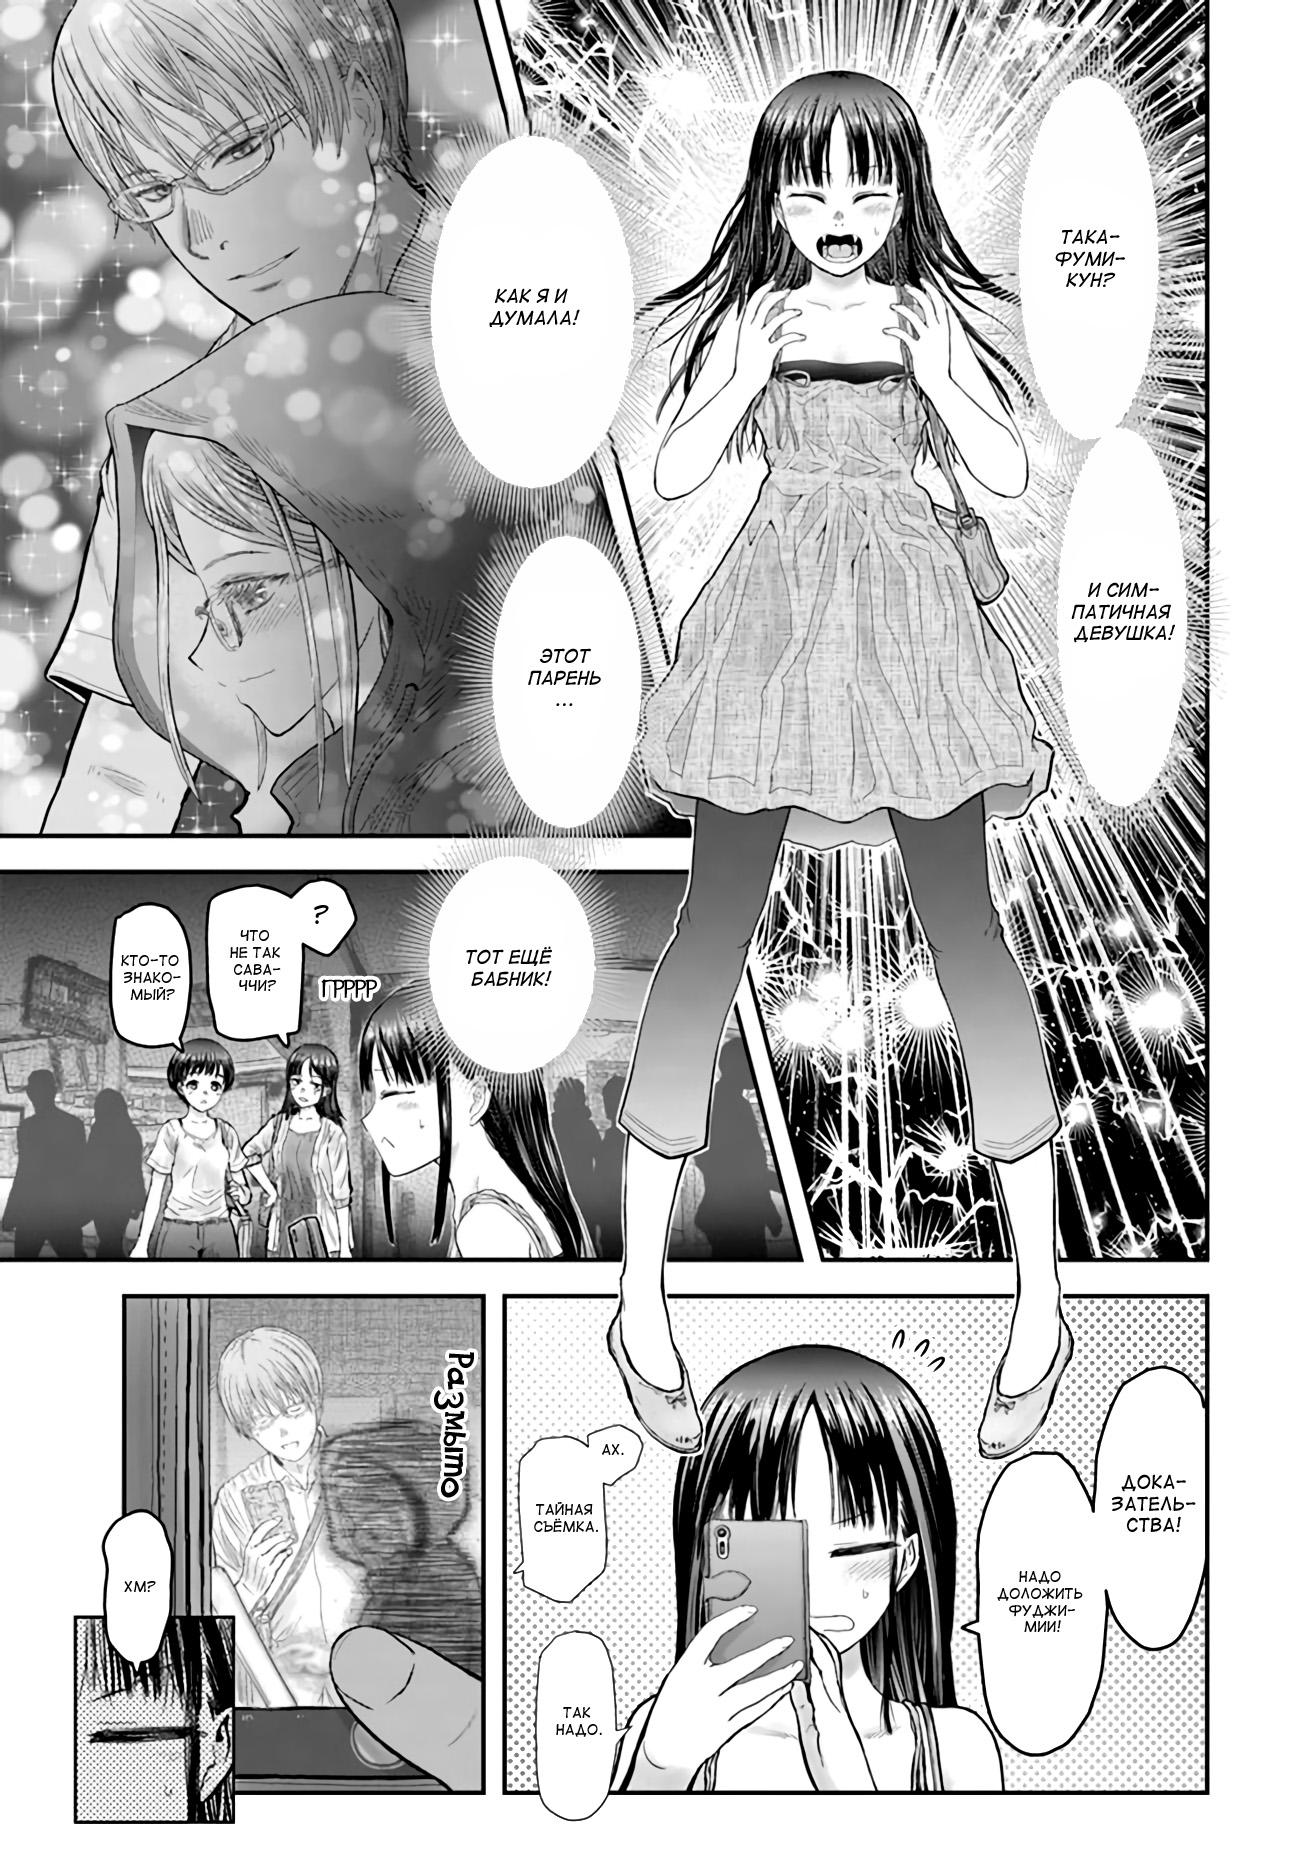 ТАКА-
ФУМИ-
КУН?
И СИМ-
ПАТИЧНАЯ
ДЕВУШКА!
КАК Я И
ДУМАЛА!
ЭТОТ
ПАРЕНЬ
...
ТОТ ЕЩЁ
БАБНИК!
?
ЧТО
НЕ ТАК
САВА-
ЧЧИ?
ГРРРР
КТО-ТО
ЗНАКО-
МЫЙ?
ДОКА-
ЗАТЕЛЬ-
СТВА!
НАДО
ДОЛОЖИТЬ
ФУДЖИ-
МИИ!
АХ.
ТАЙНАЯ
СЪЁМКА.
ТАК
НАДО.
Размыто
ХМ?